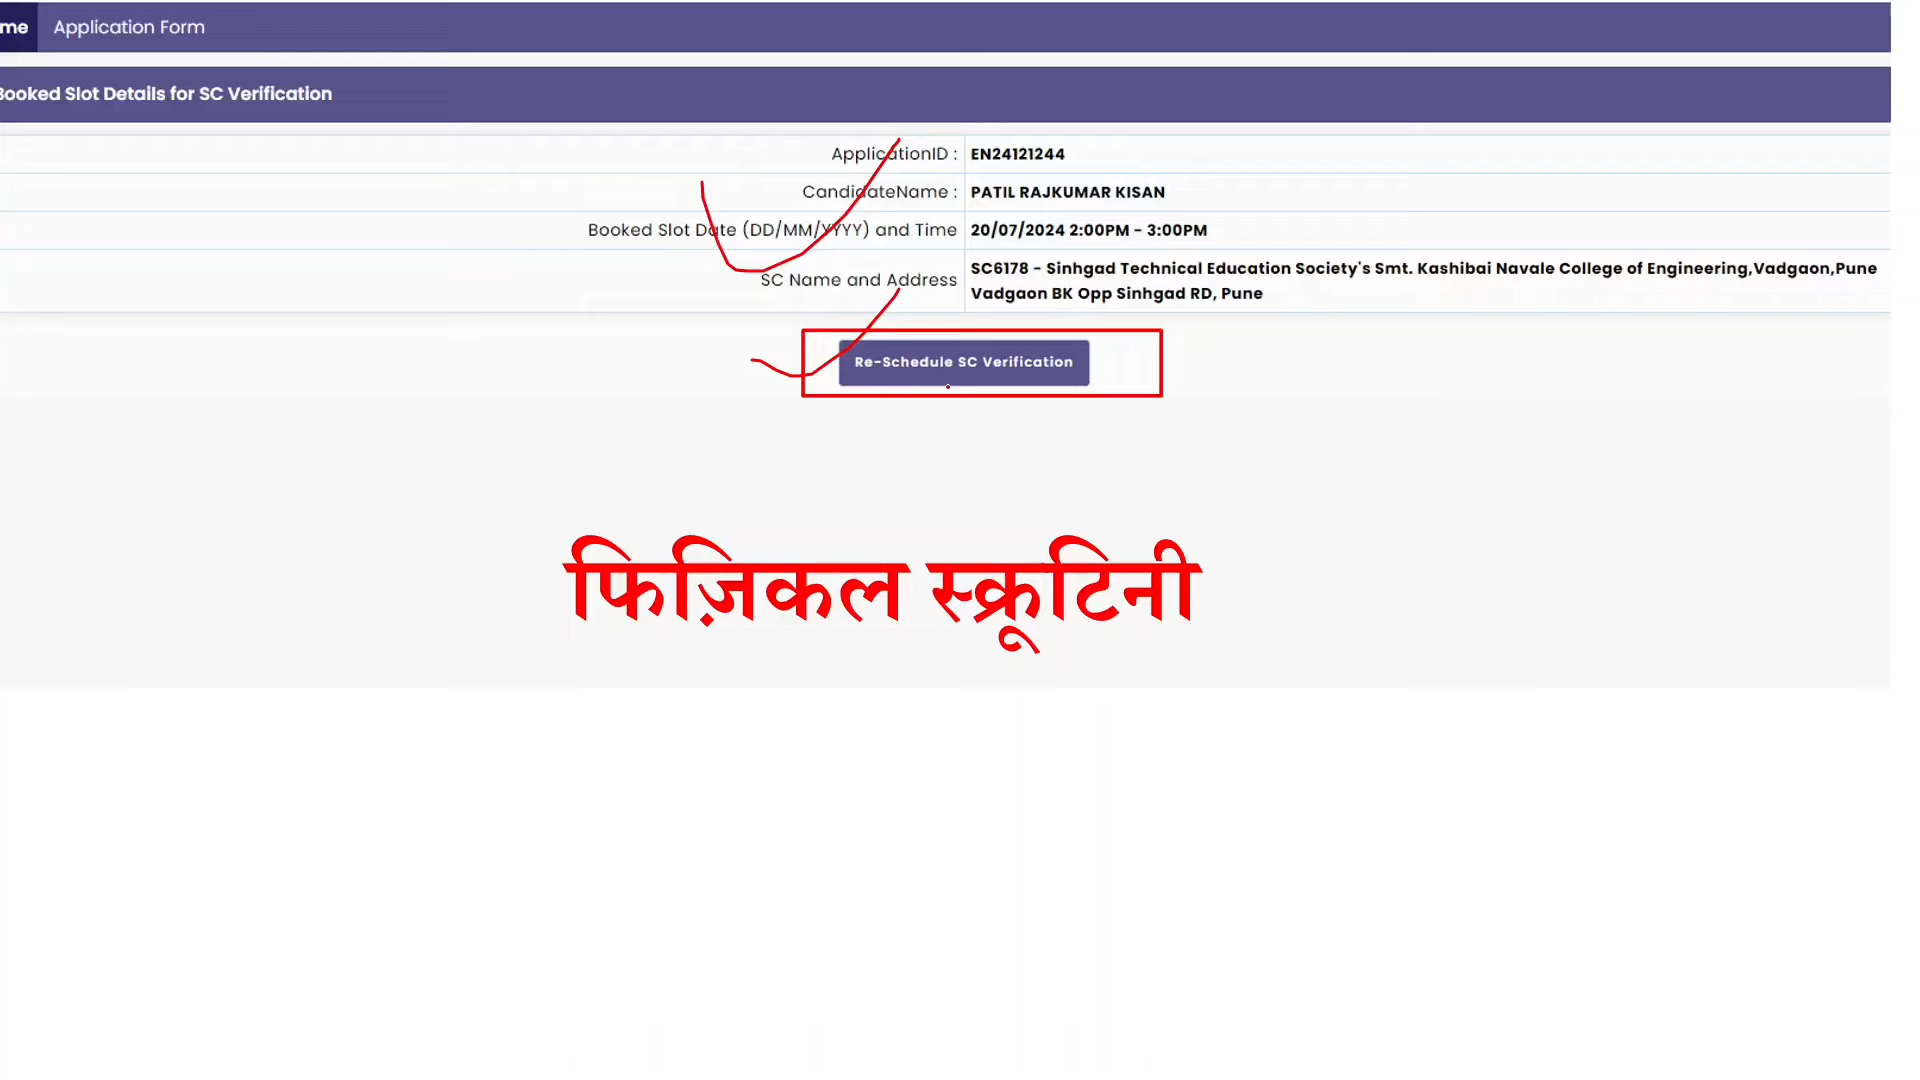 me Application Form
Booked Slot Details for SC Verification
ApplicationID : EN24121244
CandidateName : PATIL RAJKUMAR KISAN
Booked Slot Date (DD/MM/YYYY) and Time 20/07/2024 2:00PM - 3:00PM
SC Name and Address SC6178 - Sinhgad Technical Education Society's Smt. Kashibai Navale College of Engineering,Vadgaon,Pune
Vadgaon BK Opp Sinhgad RD, Pune
Re-Schedule SC Verification
फिज़िकल स्क्रूटिनी